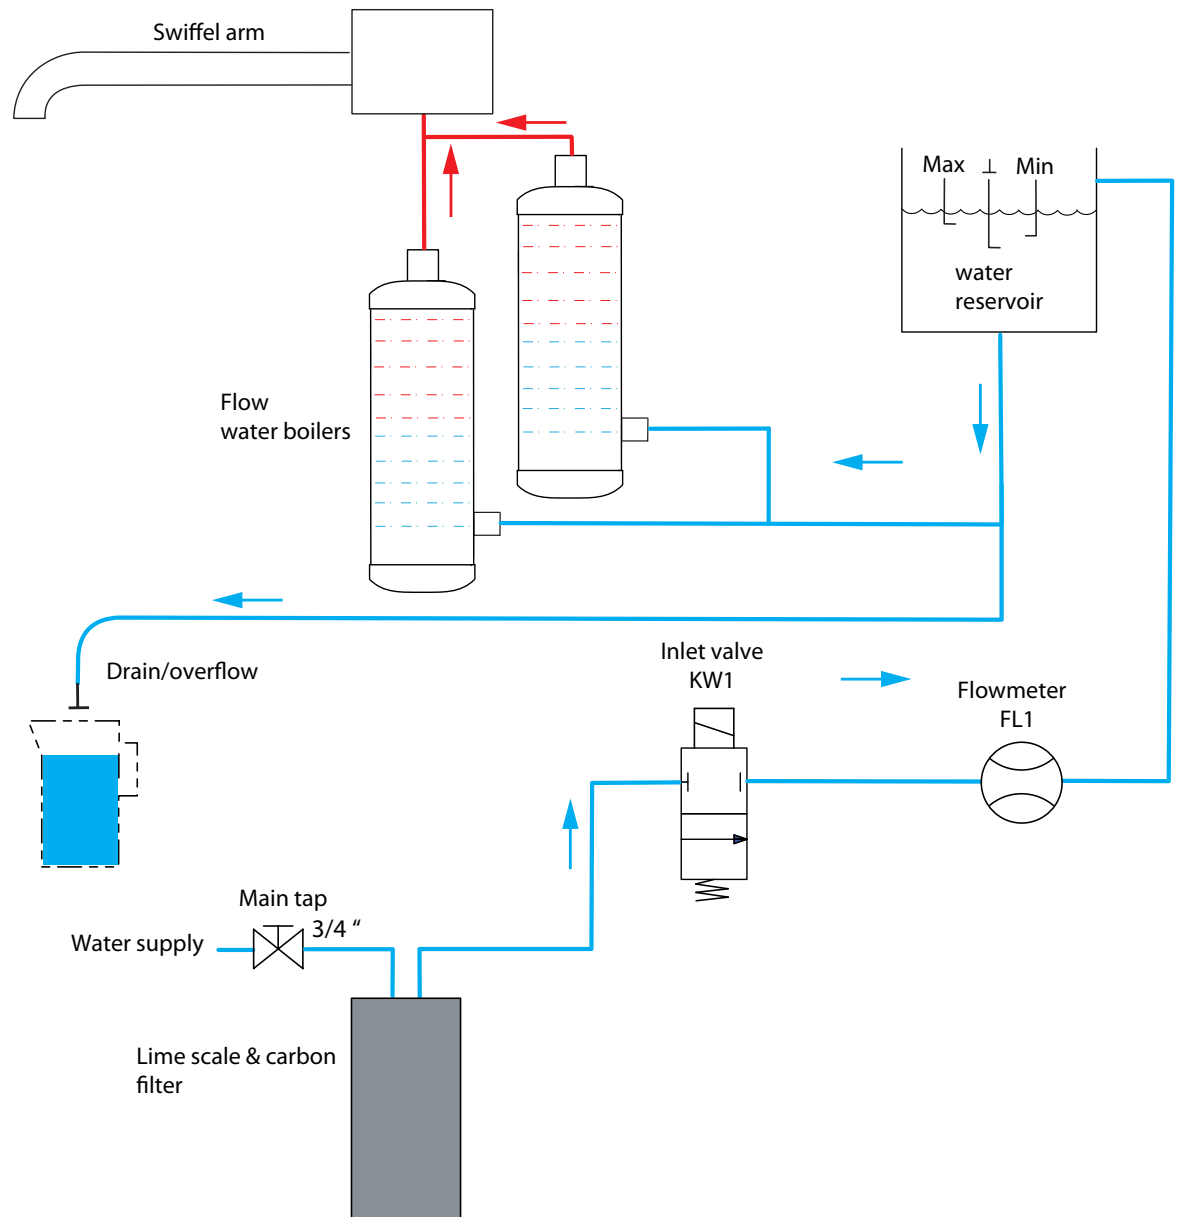 Swiffel arm
Max
Min
water
reservoir
Flow
water boilers
Drain/overflow
Inlet valve
KW1
Flowmeter
FL1
Main tap
3/4 “
Water supply
Lime scale & carbon
filter